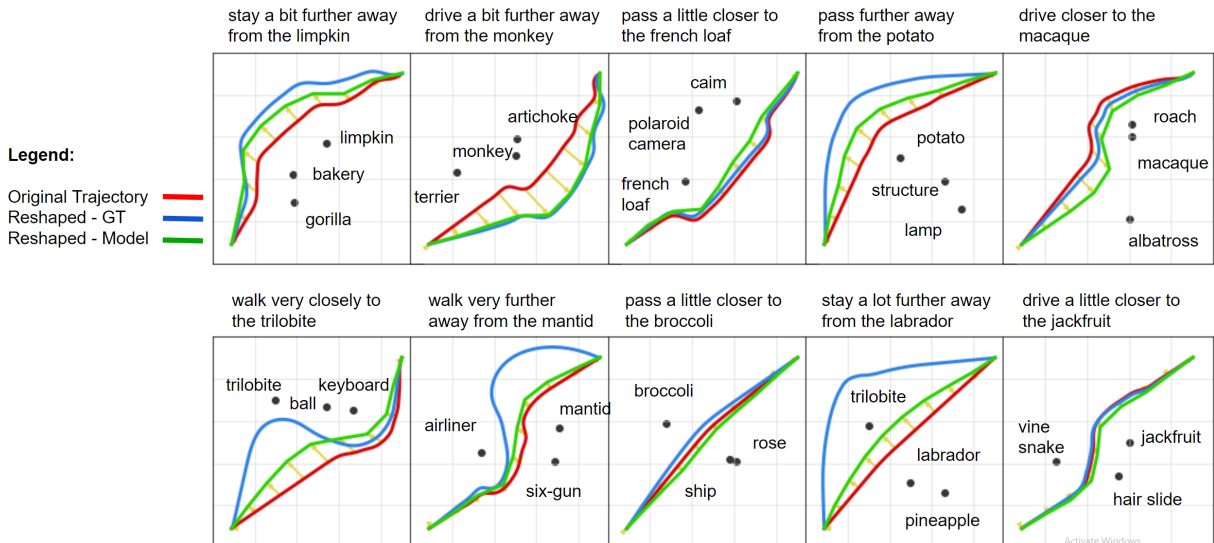 stay a bit further away
from the limpkin
drive a bit further away
from the monkey
pass a little closer to
the french loaf
pass further away
from the potato
drive closer to the
macaque
limpkin
bakery
gorilla
artichoke
monkey
terrier
caim
polaroid
camera
french
loaf
potato
structure
lamp
roach
macaque
albatross
Legend:
Original Trajectory
Reshaped - GT
Reshaped - Model
walk very closely to
the trilobite
walk very further
away from the mantid
pass a little closer to
the broccoli
stay a lot further away
from the labrador
drive a little closer to
the jackfruit
trilobite
keyboard
ball
airliner
mantid
six-gun
broccoli
rose
ship
trilobite
labrador
pineapple
vine
snake
jackfruit
hair slide
Activate Windows